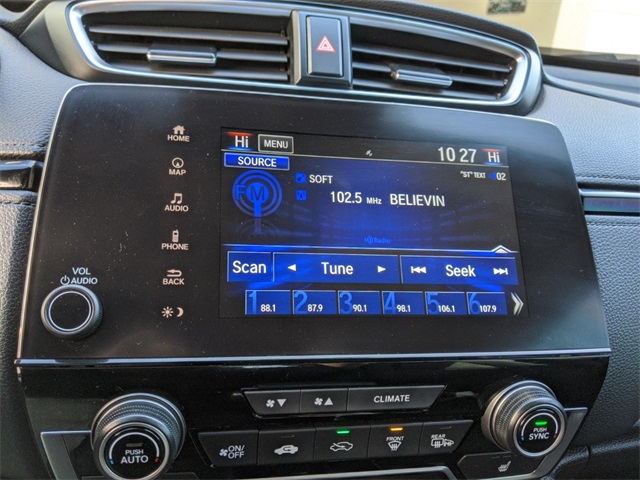 HOME
MAP
AUDIO
PHONE
BACK
VOL
AUDIO
Hi MENU 10 27 Hi
SOURCE "ST" TEXT 02
SOFT
FM 102.5 MHz BELIEVIN
Radio
Scan Tune Seek
1 88.1 2 87.9 3 90.1 4 98.1 5 106.1 6 107.9
CLIMATE
PUSH AUTO
ON/OFF
FRONT
REAR
PUSH SYNC